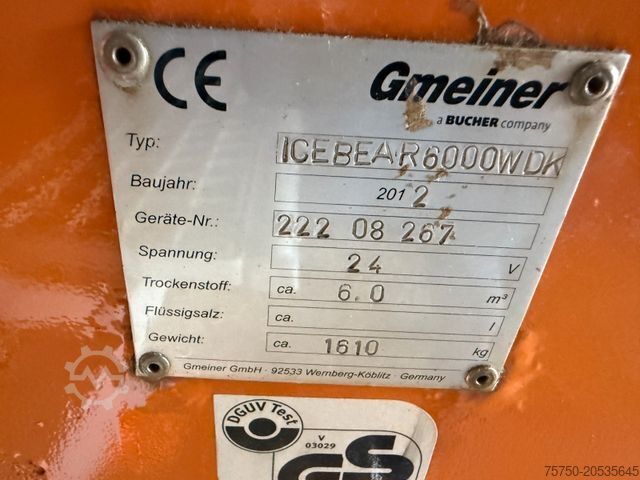 CE
Gmeiner
a BUCHER company
Typ: ICEBEAR6000WDK
Baujahr: 2012
Geräte-Nr.: 222 08 267
Spannung: 24 V
Trockenstoff: ca. 6.0 m³
Flüssigsalz: ca. l
Gewicht: ca. 1610 kg
Gmeiner GmbH · 92533 Wernberg-Köblitz · Germany
DGUV Test
V
03029
GS
75750-20535645